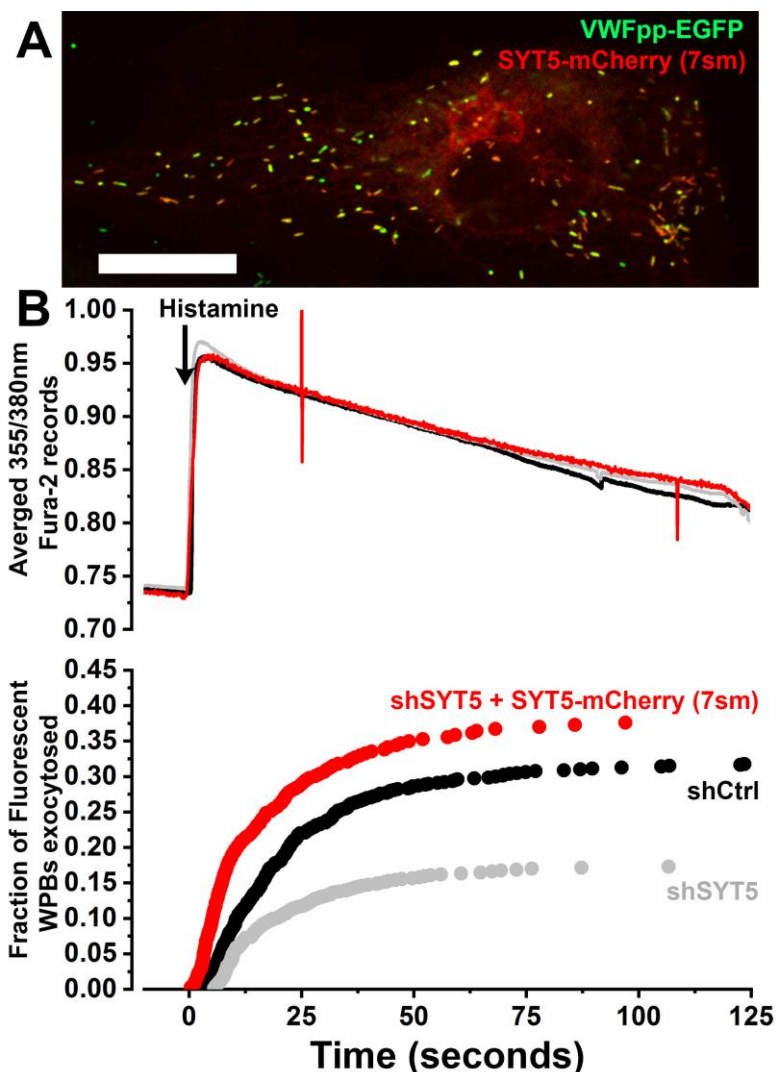 A
VWFpp-EGFP
SYT5-mCherry (7sm)
B
Histamine
Averged 355/380nm
Fura-2 records
1.00
0.95
0.90
0.85
0.80
0.75
0.70
Fraction of Fluorescent
WPBs exocytosed
0.45
0.40
0.35
0.30
0.25
0.20
0.15
0.10
0.05
0.00
shSYT5 + SYT5-mCherry (7sm)
shCtrl
shSYT5
0 25 50 75 100 125
Time (seconds)